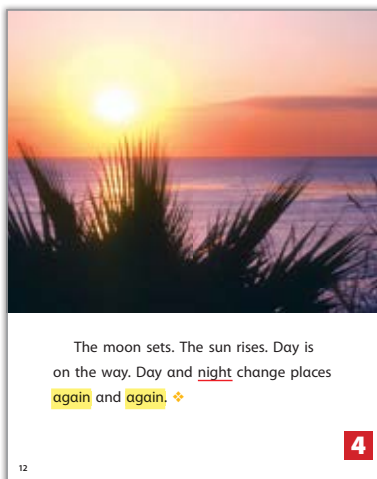 The moon sets. The sun rises. Day is
on the way. Day and night change places
again and again. ❖
4
12